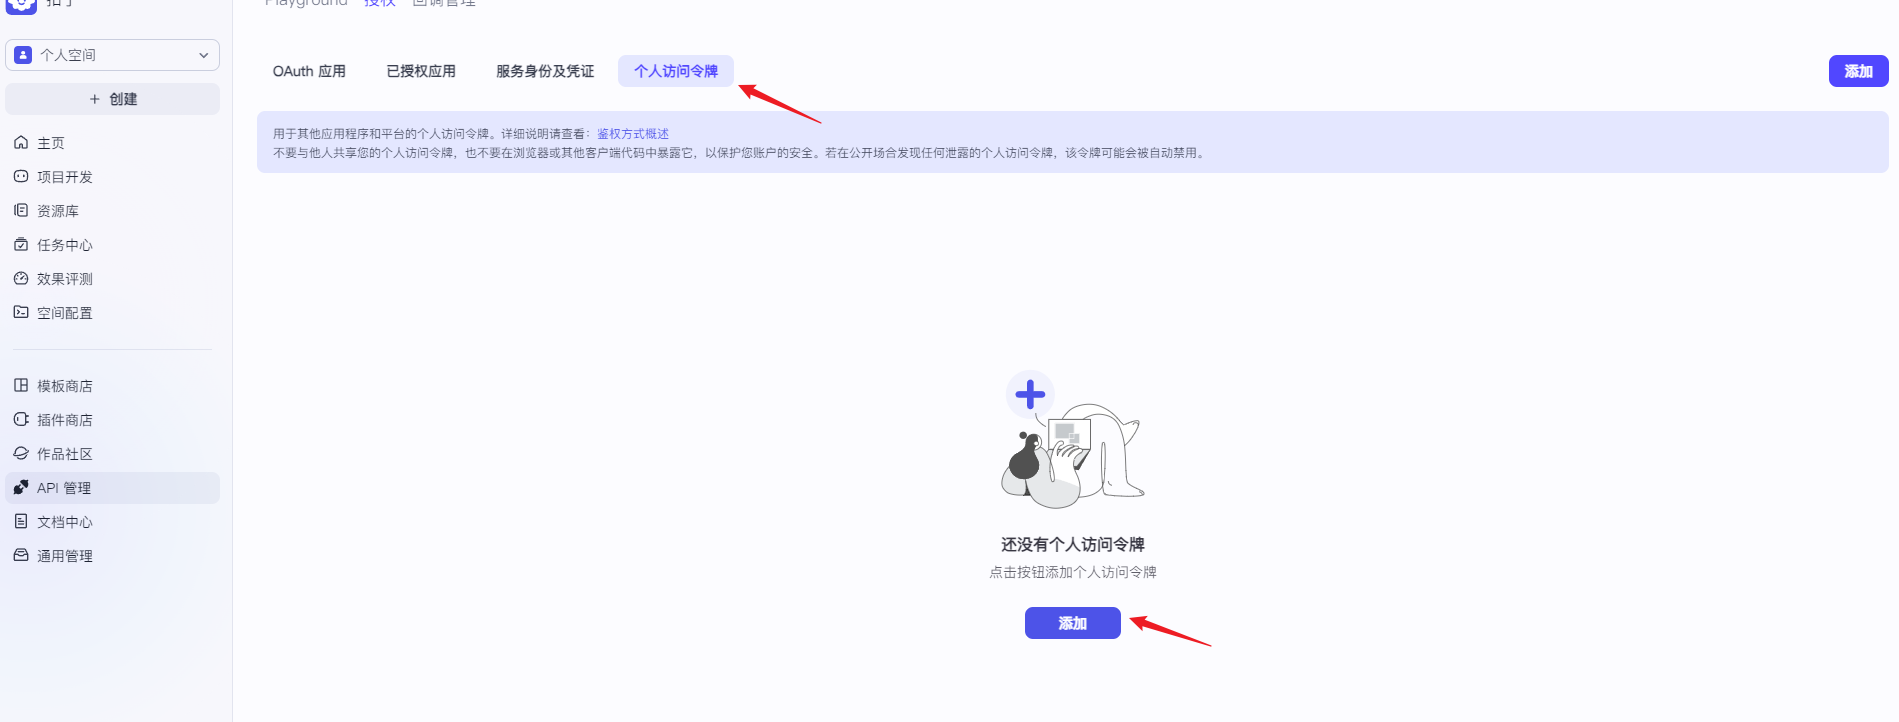 扣子
Playground 授权 回调管理
个人空间
创建
主页
项目开发
资源库
任务中心
效果评测
空间配置
模板商店
插件商店
作品社区
API 管理
文档中心
通用管理
OAuth 应用 已授权应用 服务身份及凭证 个人访问令牌 添加
用于其他应用程序和平台的个人访问令牌。详细说明请查看：鉴权方式概述
不要与他人共享您的个人访问令牌，也不要在浏览器或其他客户端代码中暴露它，以保护您账户的安全。若在公开场合发现任何泄露的个人访问令牌，该令牌可能会被自动禁用。
还没有个人访问令牌
点击按钮添加个人访问令牌
添加